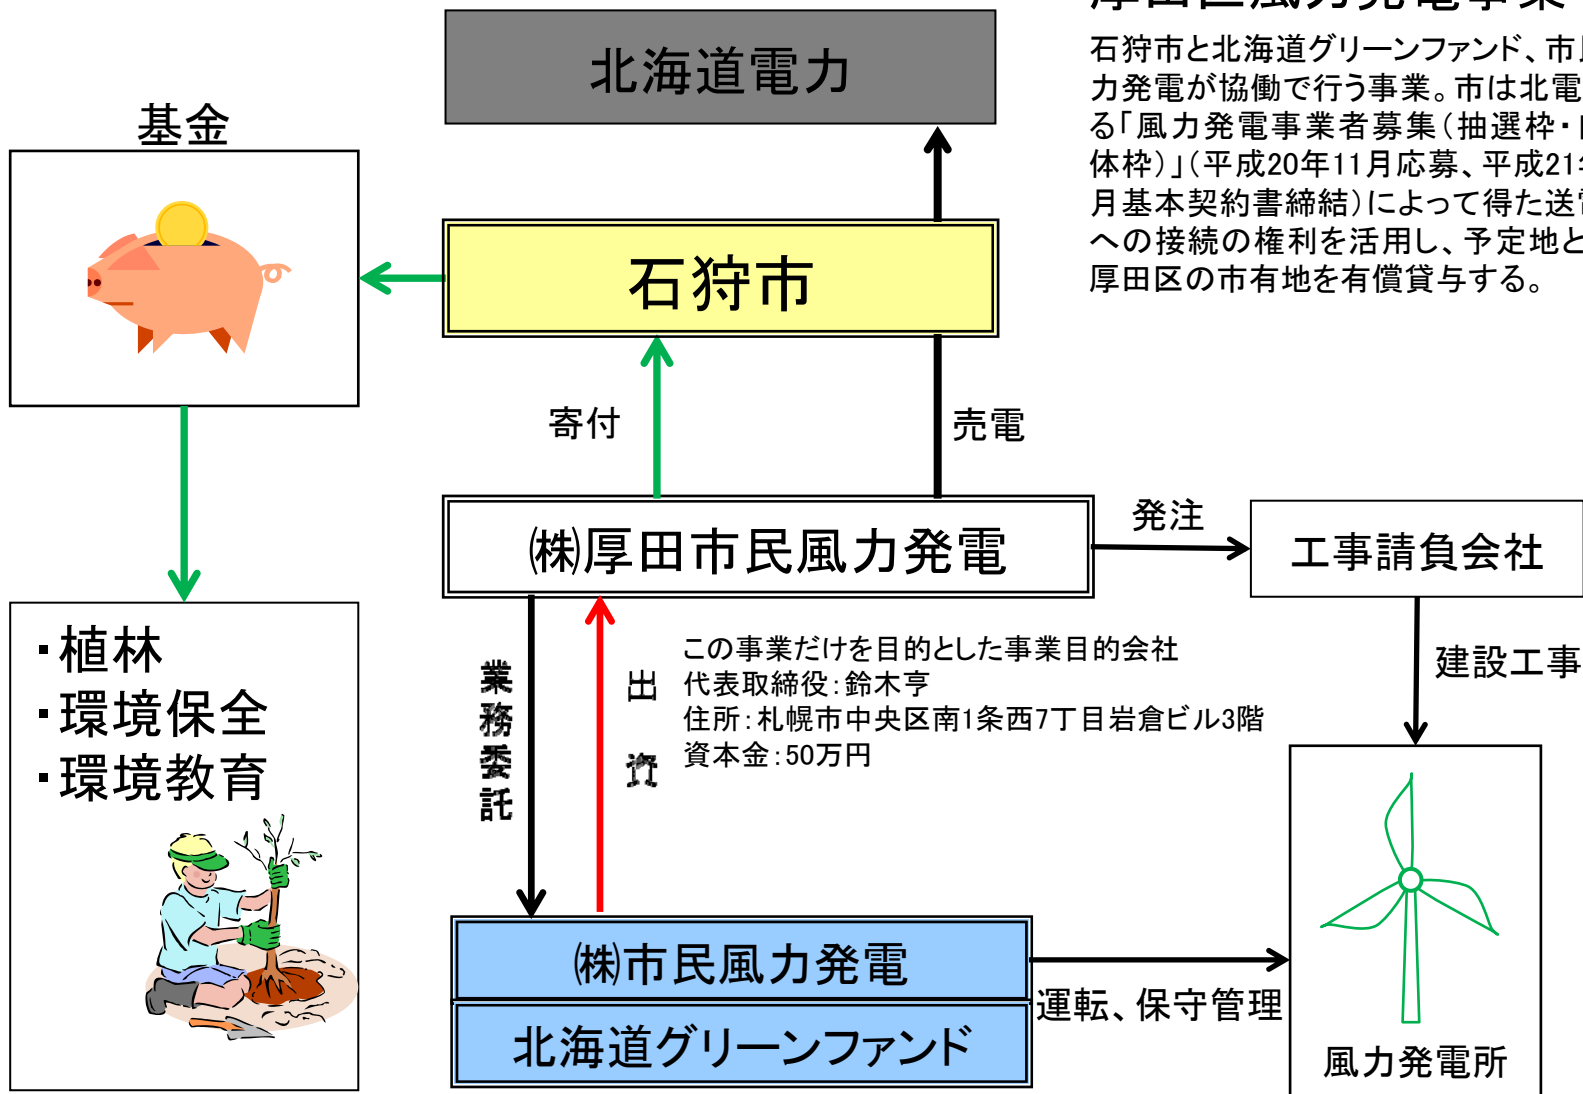 厚田区風力発電事業
石狩市と北海道グリーンファンド、市民
力発電が協働で行う事業。市は北電
る「風力発電事業者募集(抽選枠・
体枠)」(平成20年11月応募、平成21年
月基本契約書締結)によって得た送電
への接続の権利を活用し、予定地と
厚田区の市有地を有償貸与する。
北海道電力
基金
石狩市
寄付
売電
㈱厚田市民風力発電
発注
工事請負会社
・植林
・環境保全
・環境教育
業務委託
出資
この事業だけを目的とした事業目的会社
代表取締役:鈴木亨
住所:札幌市中央区南1条西7丁目岩倉ビル3階
資本金:50万円
建設工事
㈱市民風力発電
北海道グリーンファンド
運転、保守管理
風力発電所